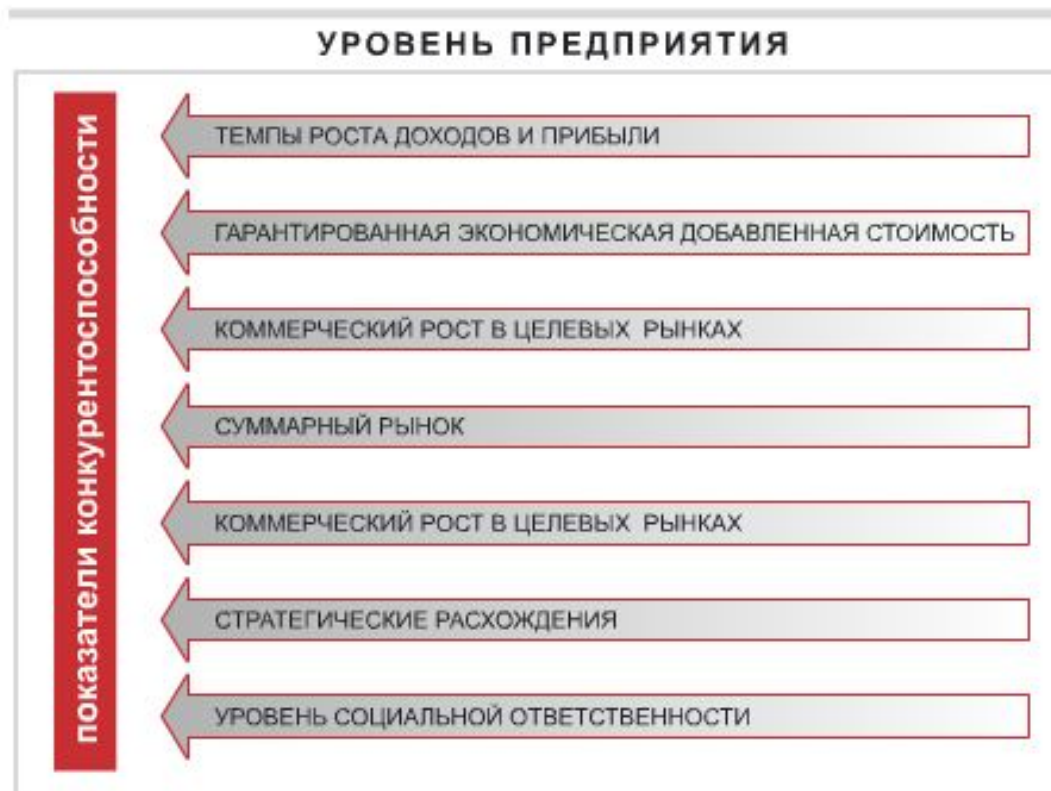 УРОВЕНЬ ПРЕДПРИЯТИЯ
показатели конкурентоспособности
ТЕМПЫ РОСТА ДОХОДОВ И ПРИБЫЛИ
ГАРАНТИРОВАННАЯ ЭКОНОМИЧЕСКАЯ ДОБАВЛЕННАЯ СТОИМОСТЬ
КОММЕРЧЕСКИЙ РОСТ В ЦЕЛЕВЫХ РЫНКАХ
СУММАРНЫЙ РЫНОК
КОММЕРЧЕСКИЙ РОСТ В ЦЕЛЕВЫХ РЫНКАХ
СТРАТЕГИЧЕСКИЕ РАСХОЖДЕНИЯ
УРОВЕНЬ СОЦИАЛЬНОЙ ОТВЕТСТВЕННОСТИ